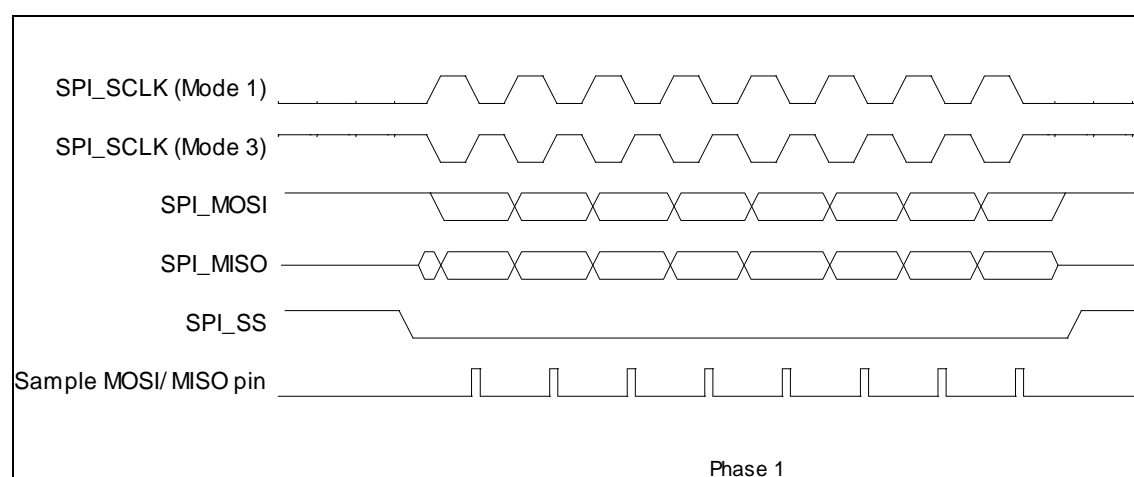 SPI_SCLK (Mode 1)
SPI_SCLK (Mode 3)
SPI_MOSI
SPI_MISO
SPI_SS
Sample MOSI/ MISO pin
Phase 1